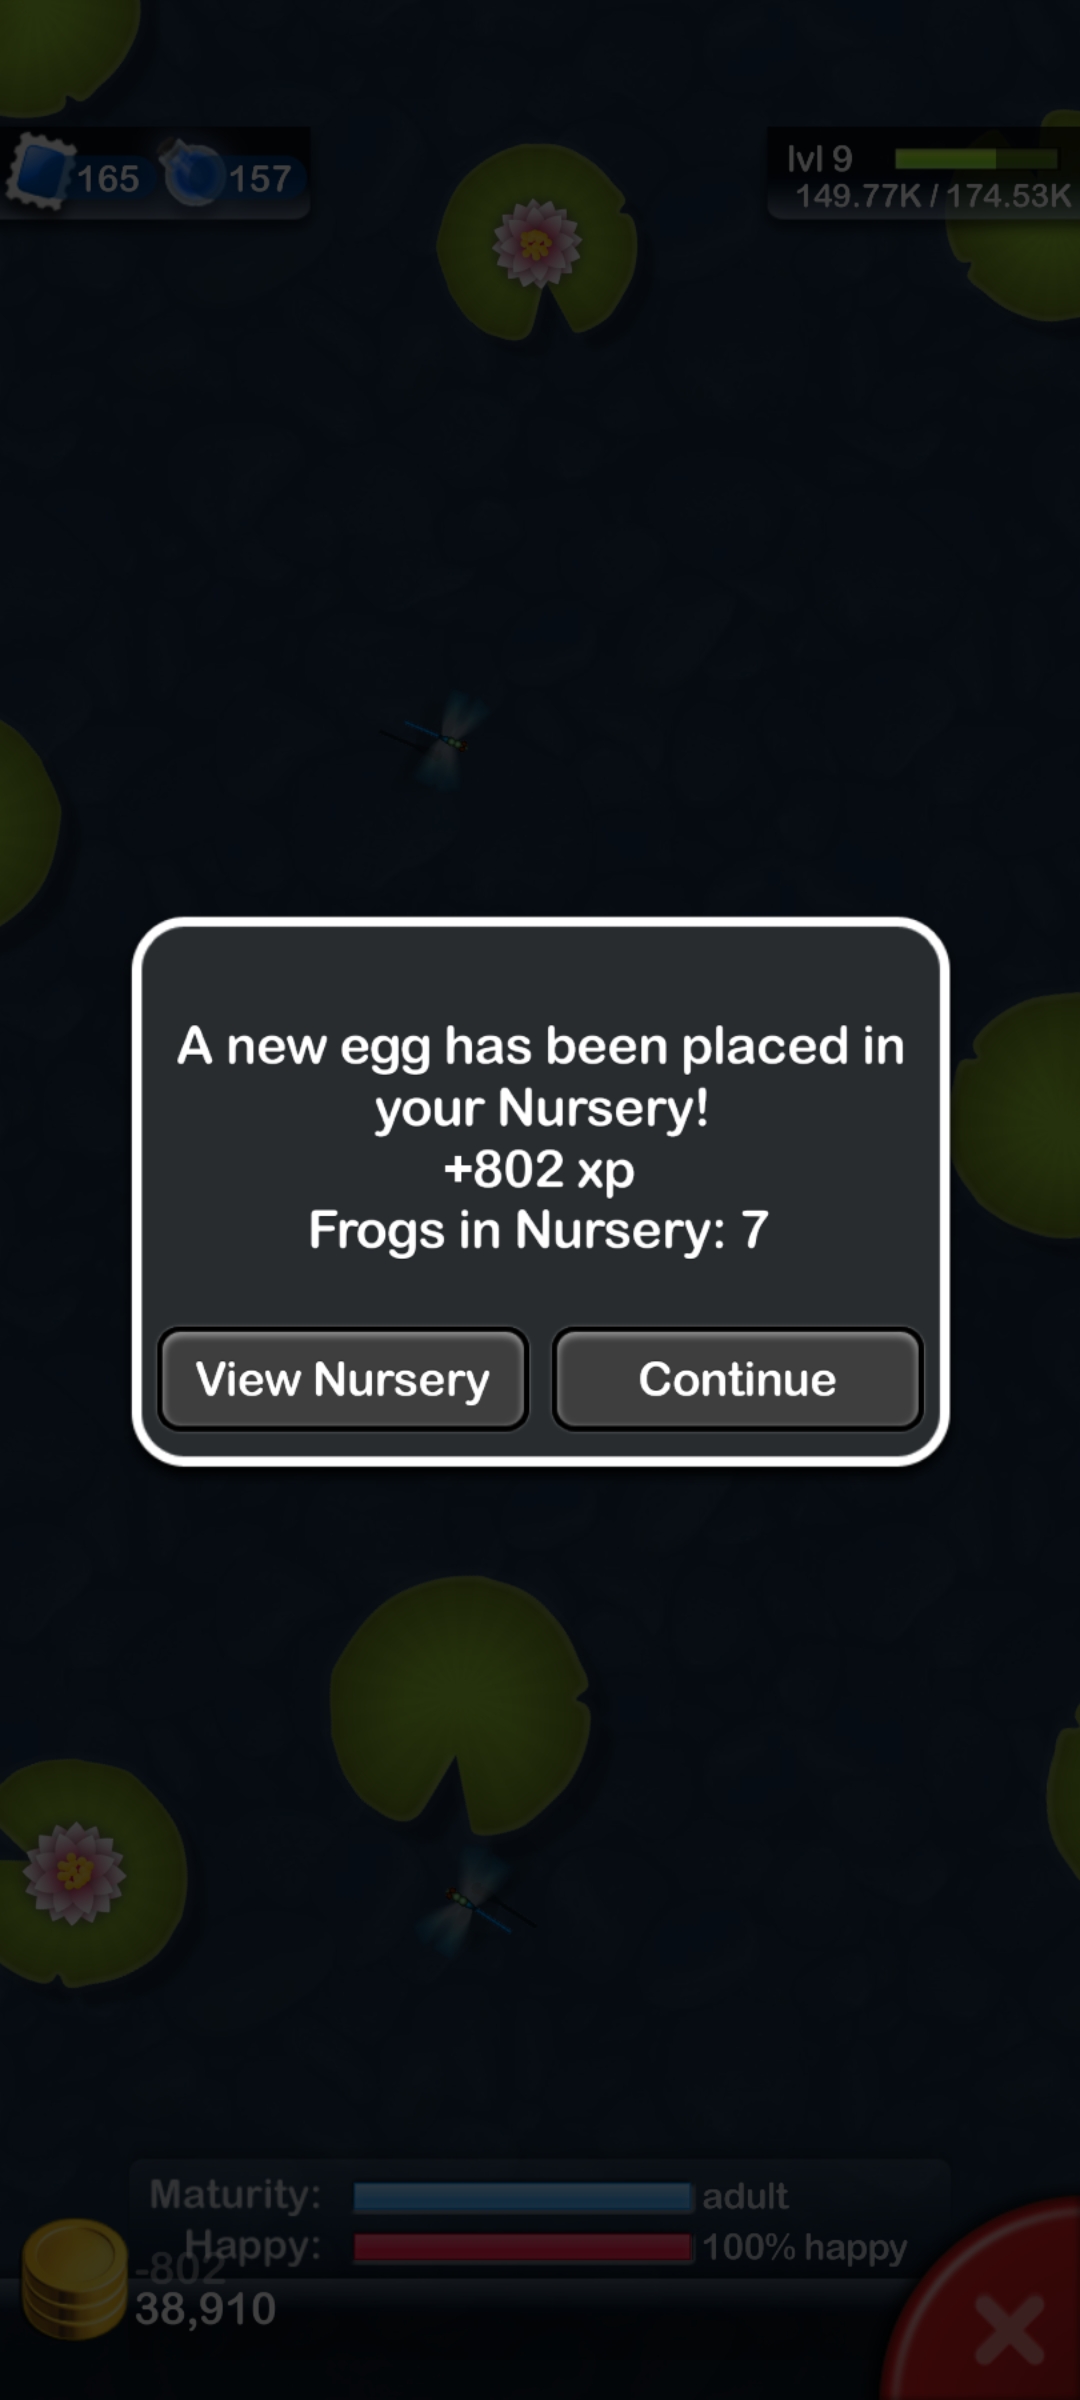 165 157
lvl 9
149.77K / 174.53K
A new egg has been placed in
your Nursery!
+802 xp
Frogs in Nursery: 7
View Nursery Continue
Maturity: adult
Happy: 100% happy
-802
38,910